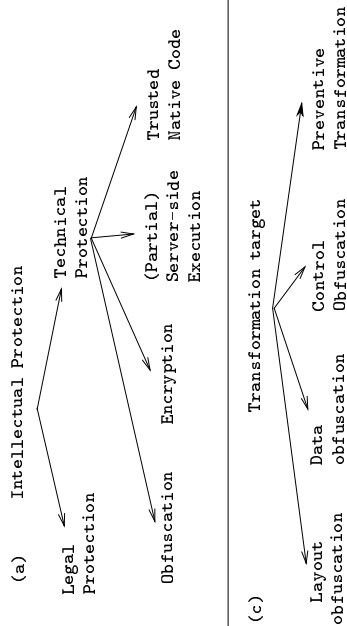 (a) Intellectual Protection
Legal
Protection
Technical
Protection
Obfuscation
Encryption
(Partial)
Server-side
Execution
Trusted
Native Code
(c)
Transformation target
Layout
obfuscation
Data
obfuscation
Control
Obfuscation
Preventive
Transformation